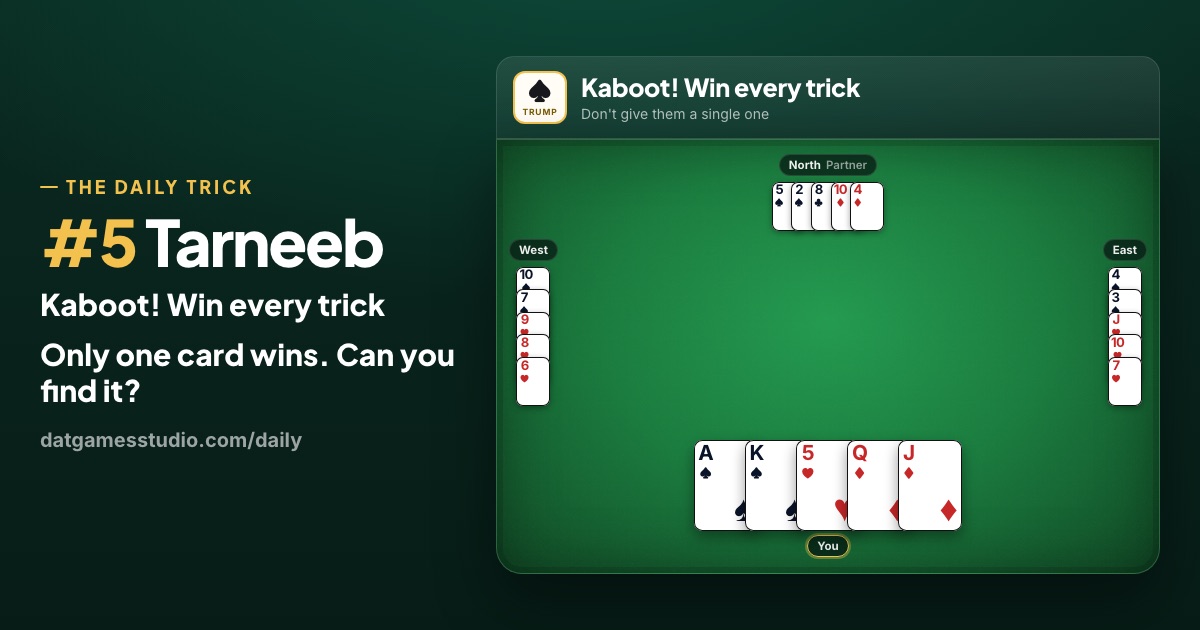 — THE DAILY TRICK
#5 Tarneeb
Kaboot! Win every trick
Only one card wins. Can you
find it?
datgamesstudio.com/daily
♠
TRUMP
Kaboot! Win every trick
Don't give them a single one
North Partner
5♠ 2♠ 8♣ 10♦ 4♦
West
10♠
7♠
9♥
8♥
6♥
East
4♠
3♠
J♥
10♥
7♥
A♠ K♠ 5♥ Q♦ J♦
You